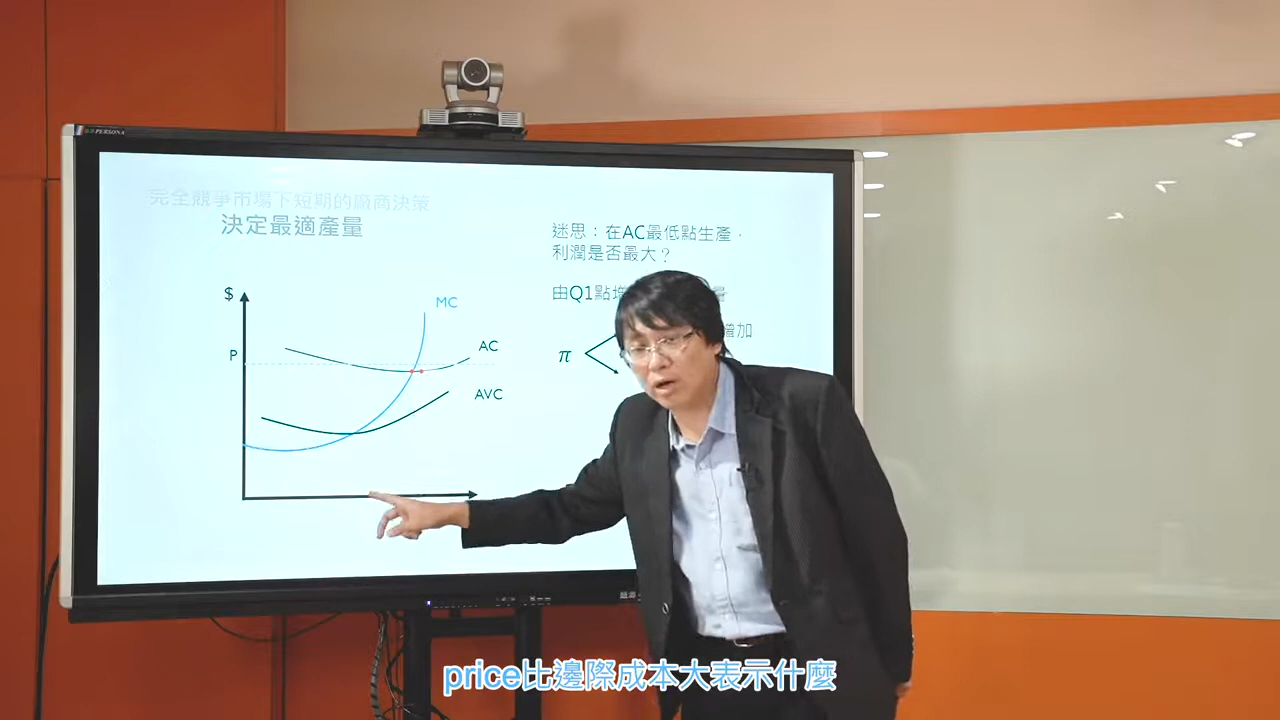 PERSONA
完全競爭市場下短期的廠商決策
決定最適產量
迷思：在AC最低點生產，
利潤是否最大？
由Q1點
增加
π
$
P
MC
AC
AVC
price比邊際成本大表示什麼